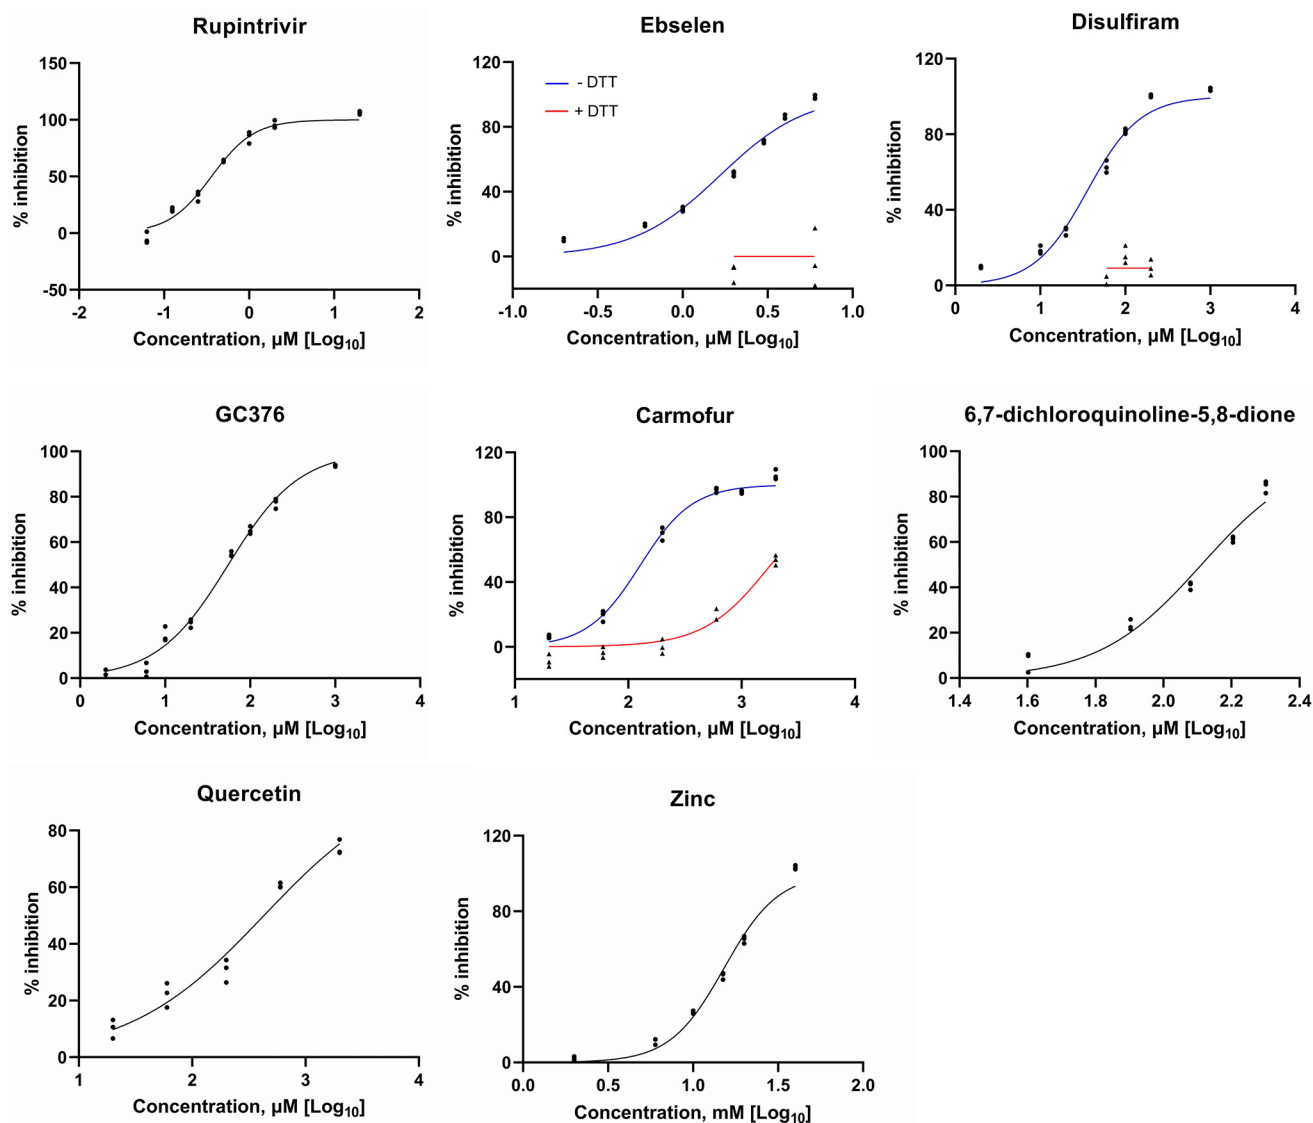 Rupintrivir
150
100
50
0
-50
-2 -1 0 1 2
% inhibition
Concentration, µM [Log10]
Ebselen
- DTT
+ DTT
120
80
40
0
-1.0 -0.5 0.0 0.5 1.0
% inhibition
Concentration, µM [Log10]
Disulfiram
120
80
40
0
0 1 2 3 4
% inhibition
Concentration, µM [Log10]
GC376
100
80
60
40
20
0
0 1 2 3 4
% inhibition
Concentration, µM [Log10]
Carmofur
120
80
40
0
1 2 3 4
% inhibition
Concentration, µM [Log10]
6,7-dichloroquinoline-5,8-dione
100
80
60
40
20
0
1.4 1.6 1.8 2.0 2.2 2.4
% inhibition
Concentration, µM [Log10]
Quercetin
80
60
40
20
0
1 2 3 4
% inhibition
Concentration, µM [Log10]
Zinc
120
80
40
0
0.0 0.5 1.0 1.5 2.0
% inhibition
Concentration, mM [Log10]